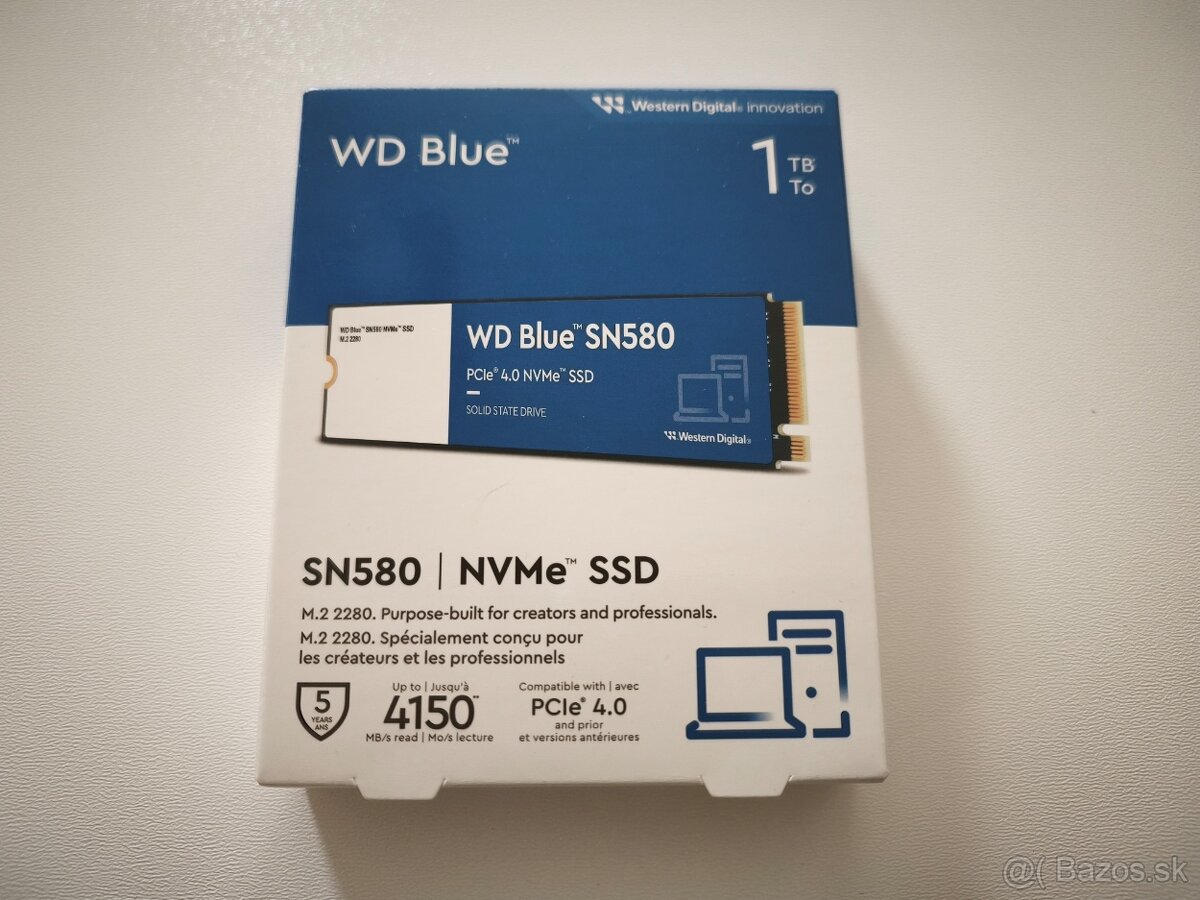 Western Digital® innovation
WD Blue™
1 TB
To
WD Blue™ SN580 NVMe™ SSD
M.2 2280
WD Blue™ SN580
PCIe® 4.0 NVMe™ SSD
SOLID STATE DRIVE
Western Digital®
SN580 | NVMe™ SSD
M.2 2280. Purpose-built for creators and professionals.
M.2 2280. Spécialement conçu pour
les créateurs et les professionnels
5
YEARS
ANS
Up to | Jusqu'à
4150**
MB/s read | Mo/s lecture
Compatible with | avec
PCIe® 4.0
and prior
et versions antérieures
@( Bazos.sk